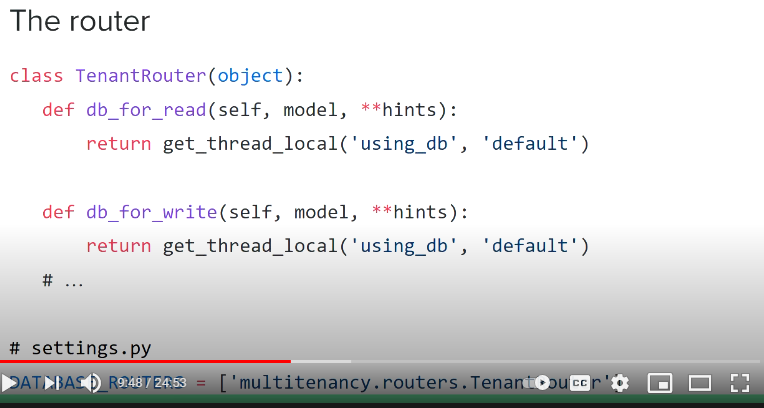 The router
class TenantRouter(object):
def db_for_read(self, model, **hints):
return get_thread_local('using_db', 'default')
def db_for_write(self, model, **hints):
return get_thread_local('using_db', 'default')
# ...
# settings.py
DATABASE_ROUTERS = ['multitenancy.routers.TenantRouter']
9:48 / 24:53
CC